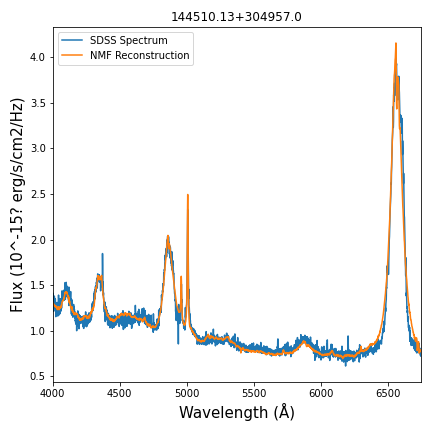 144510.13+304957.0
SDSS Spectrum
NMF Reconstruction
Flux (10^-15? erg/s/cm2/Hz)
4.0
3.5
3.0
2.5
2.0
1.5
1.0
0.5
4000 4500 5000 5500 6000 6500
Wavelength (Å)